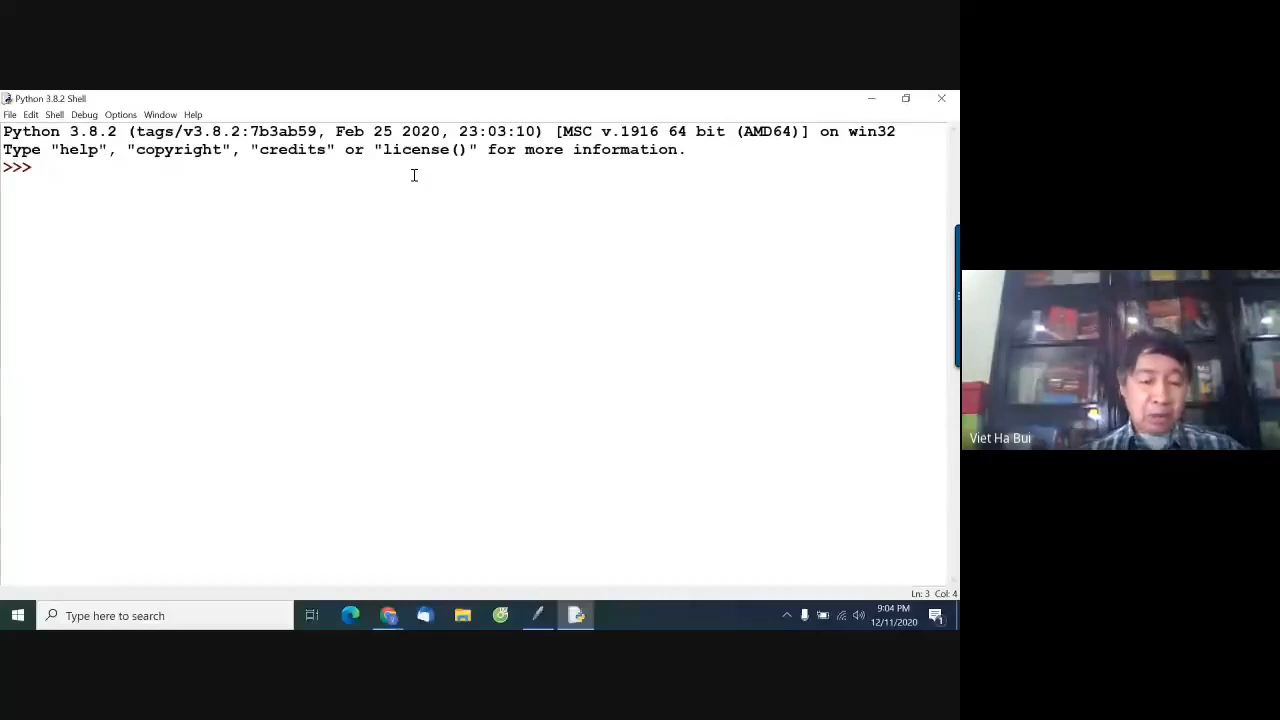 Python 3.8.2 Shell
File Edit Shell Debug Options Window Help
Python 3.8.2 (tags/v3.8.2:7b3ab59, Feb 25 2020, 23:03:10) [MSC v.1916 64 bit (AMD64)] on win32
Type "help", "copyright", "credits" or "license()" for more information.
>>>
Viet Ha Bui
Ln: 3 Col: 4
Type here to search
9:04 PM
12/11/2020
1